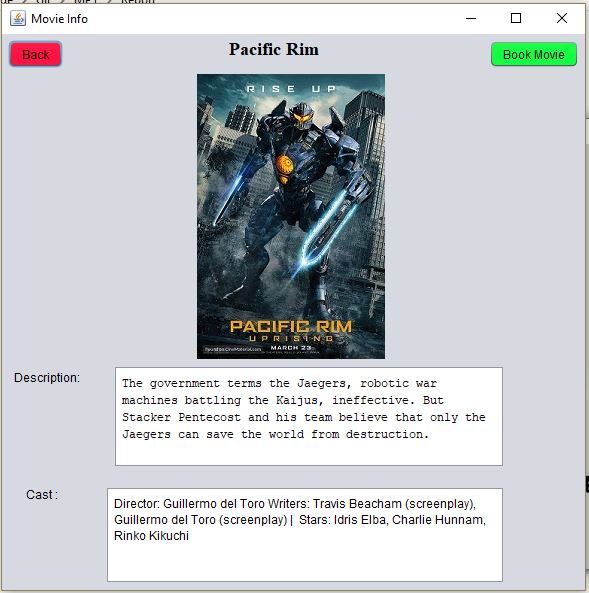 Movie Info
Back
Pacific Rim
Book Movie
RISE UP
PACIFIC RIM
UPRISING
MARCH 23
Description:
The government terms the Jaegers, robotic war
machines battling the Kaijus, ineffective. But
Stacker Pentecost and his team believe that only the
Jaegers can save the world from destruction.
Cast :
Director: Guillermo del Toro Writers: Travis Beacham (screenplay),
Guillermo del Toro (screenplay) | Stars: Idris Elba, Charlie Hunnam,
Rinko Kikuchi